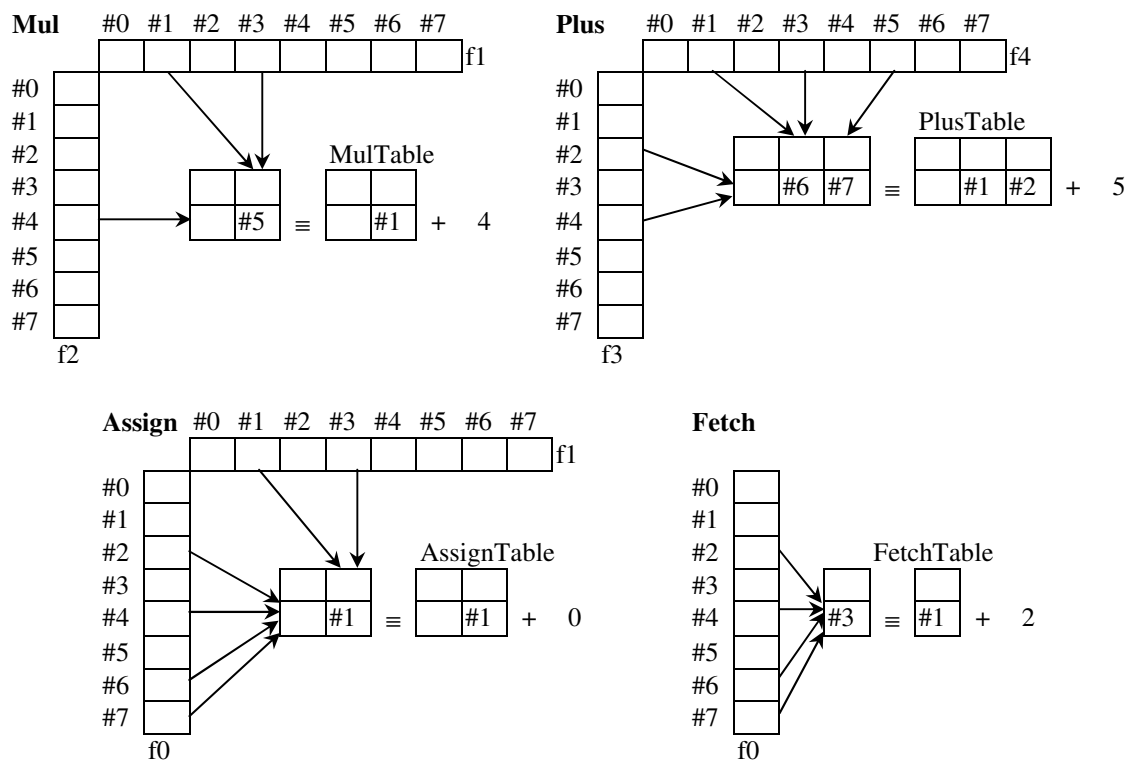 Mul #0 #1 #2 #3 #4 #5 #6 #7
f1
#0
#1
#2
#3
#4
#5
#6
#7
f2
MulTable
#5 ≡ #1 + 4
Plus #0 #1 #2 #3 #4 #5 #6 #7
f4
#0
#1
#2
#3
#4
#5
#6
#7
f3
PlusTable
#6 #7 ≡ #1 #2 + 5
Assign #0 #1 #2 #3 #4 #5 #6 #7
f1
#0
#1
#2
#3
#4
#5
#6
#7
f0
AssignTable
#1 ≡ #1 + 0
Fetch
#0
#1
#2
#3
#4
#5
#6
#7
f0
FetchTable
#3 ≡ #1 + 2